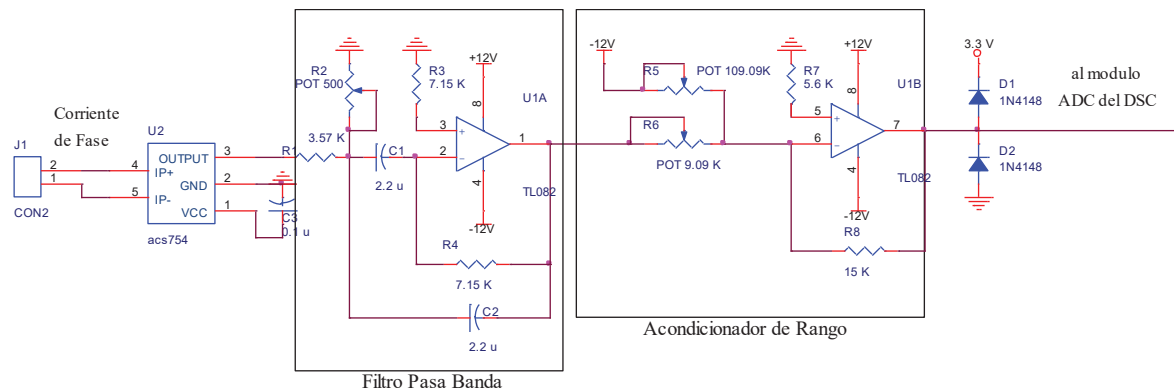 Corriente
de Fase
J1
2
1
CON2
U2
4
5
IP+
IP-
OUTPUT
GND
VCC
3
2
1
acs754
C3
0.1 u
R1
3.57 K
R2
POT 500
R3
7.15 K
C1
2.2 u
+12V
8
U1A
3
+
2
−
1
4
TL082
-12V
R4
7.15 K
C2
2.2 u
Filtro Pasa Banda
-12V
R5
POT 109.09K
R6
POT 9.09 K
R7
5.6 K
+12V
8
U1B
5
+
6
−
7
4
TL082
-12V
R8
15 K
Acondicionador de Rango
3.3 V
D1
1N4148
D2
1N4148
al modulo
ADC del DSC